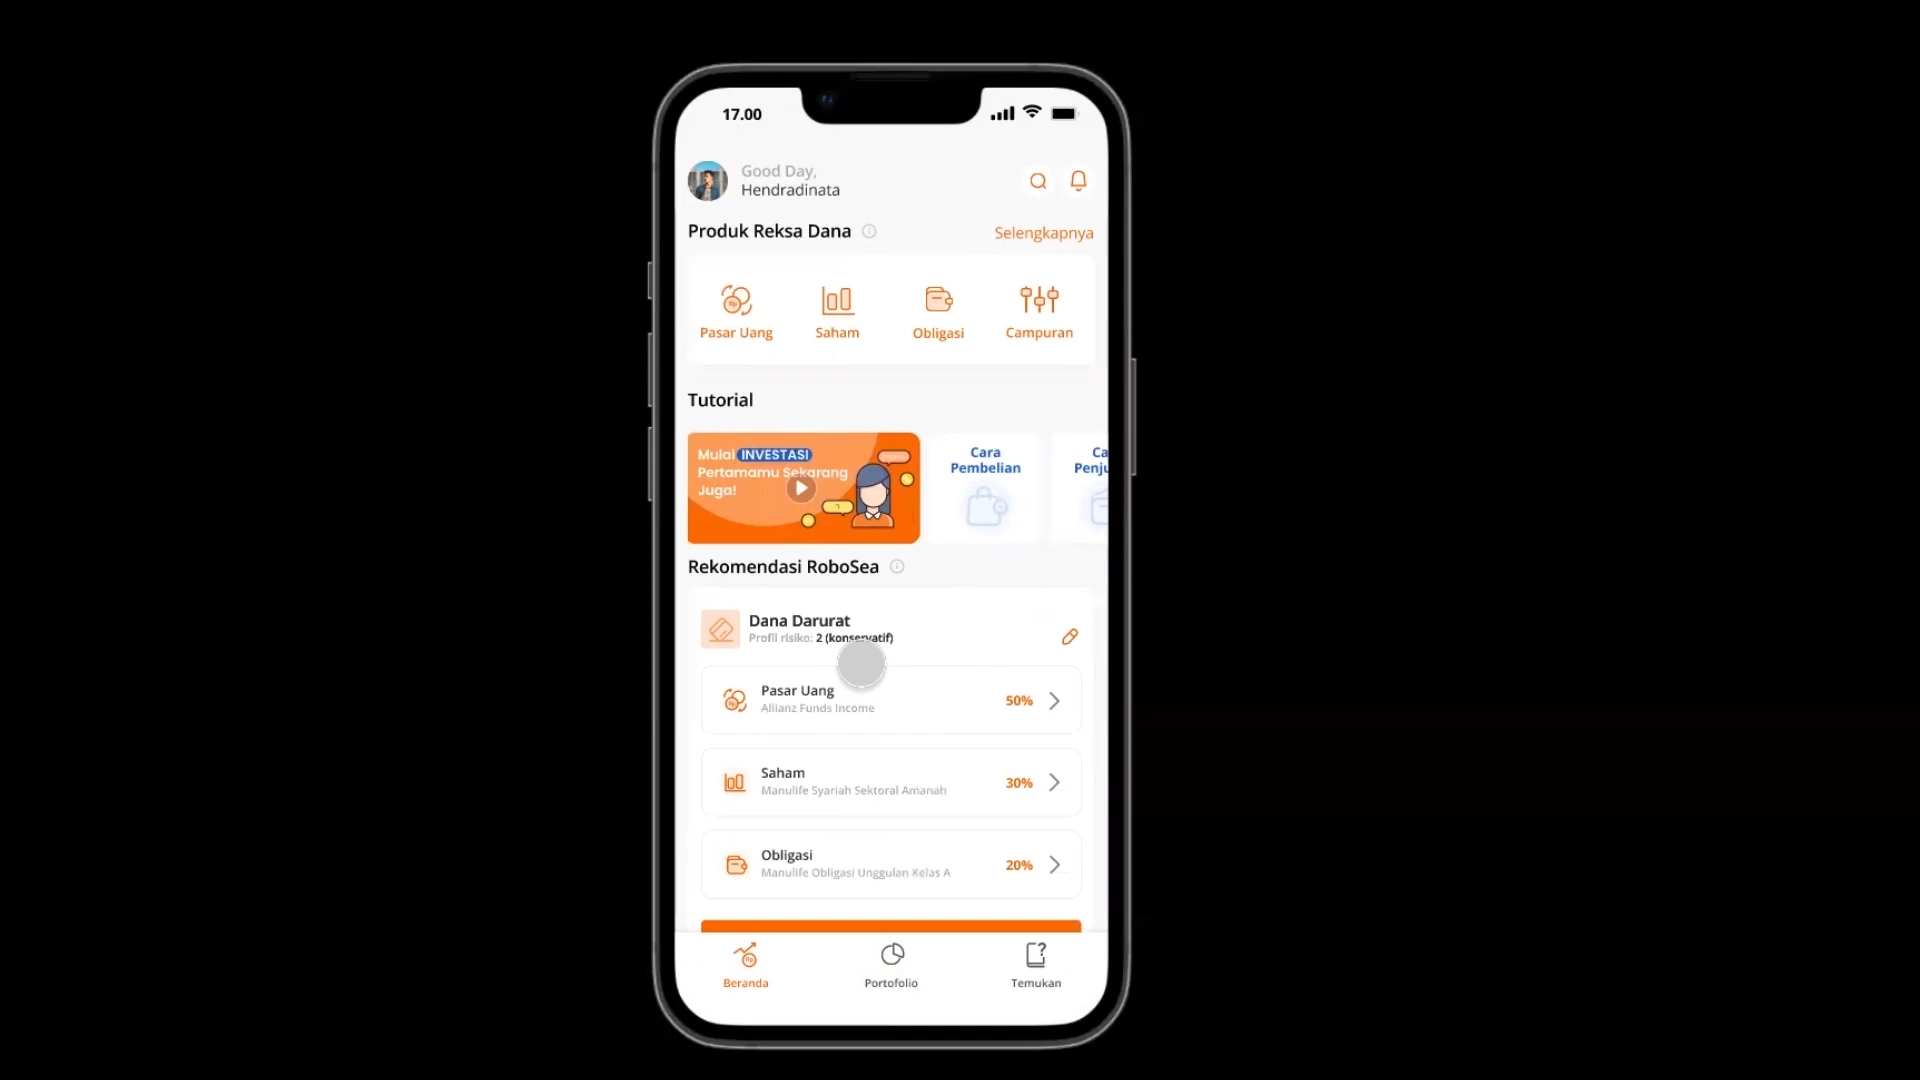 17.00
Good Day,
Hendradinata
Produk Reksa Dana
Selengkapnya
Pasar Uang
Saham
Obligasi
Campuran
Tutorial
Mulai INVESTASI
Pertamamu Sekarang
Juga!
Cara
Pembelian
Ca
Penju
Rekomendasi RoboSea
Dana Darurat
Profil risiko: 2 (konservatif)
Pasar Uang
Allianz Funds Income
50%
Saham
Manulife Syariah Sektoral Amanah
30%
Obligasi
Manulife Obligasi Unggulan Kelas A
20%
Beranda
Portofolio
Temukan